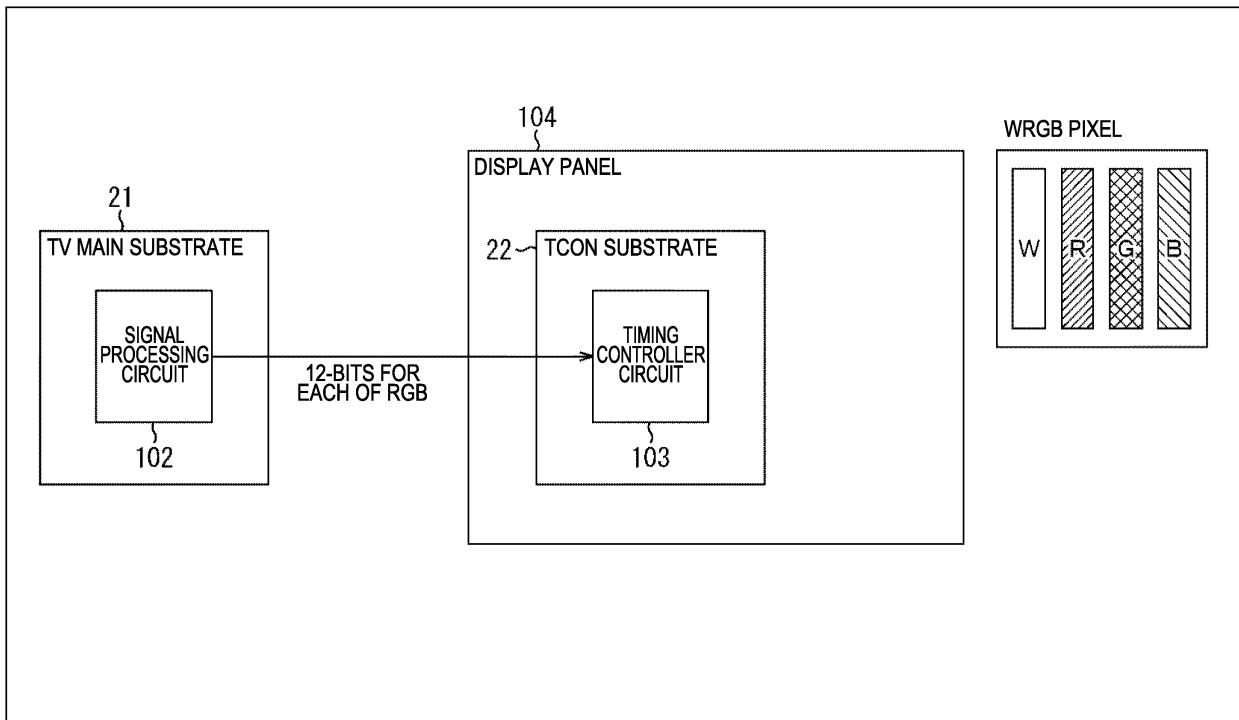 104
WRGB PIXEL
DISPLAY PANEL
21
TV MAIN SUBSTRATE
22
TCON SUBSTRATE
W
R
G
B
SIGNAL
PROCESSING
CIRCUIT
TIMING
CONTROLLER
CIRCUIT
12-BITS FOR
EACH OF RGB
102
103